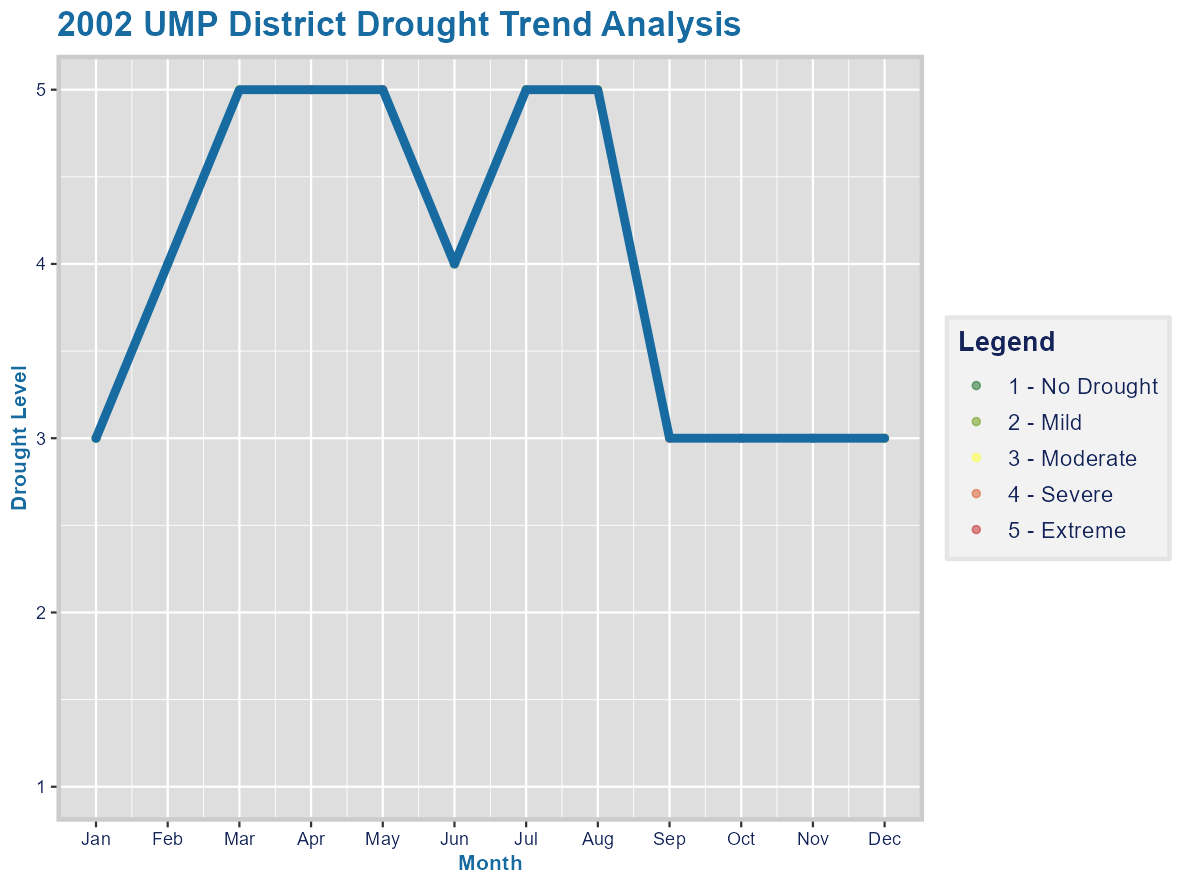 2002 UMP District Drought Trend Analysis
5
4
3
2
1
Drought Level
Jan Feb Mar Apr May Jun Jul Aug Sep Oct Nov Dec
Month
Legend
1 - No Drought
2 - Mild
3 - Moderate
4 - Severe
5 - Extreme